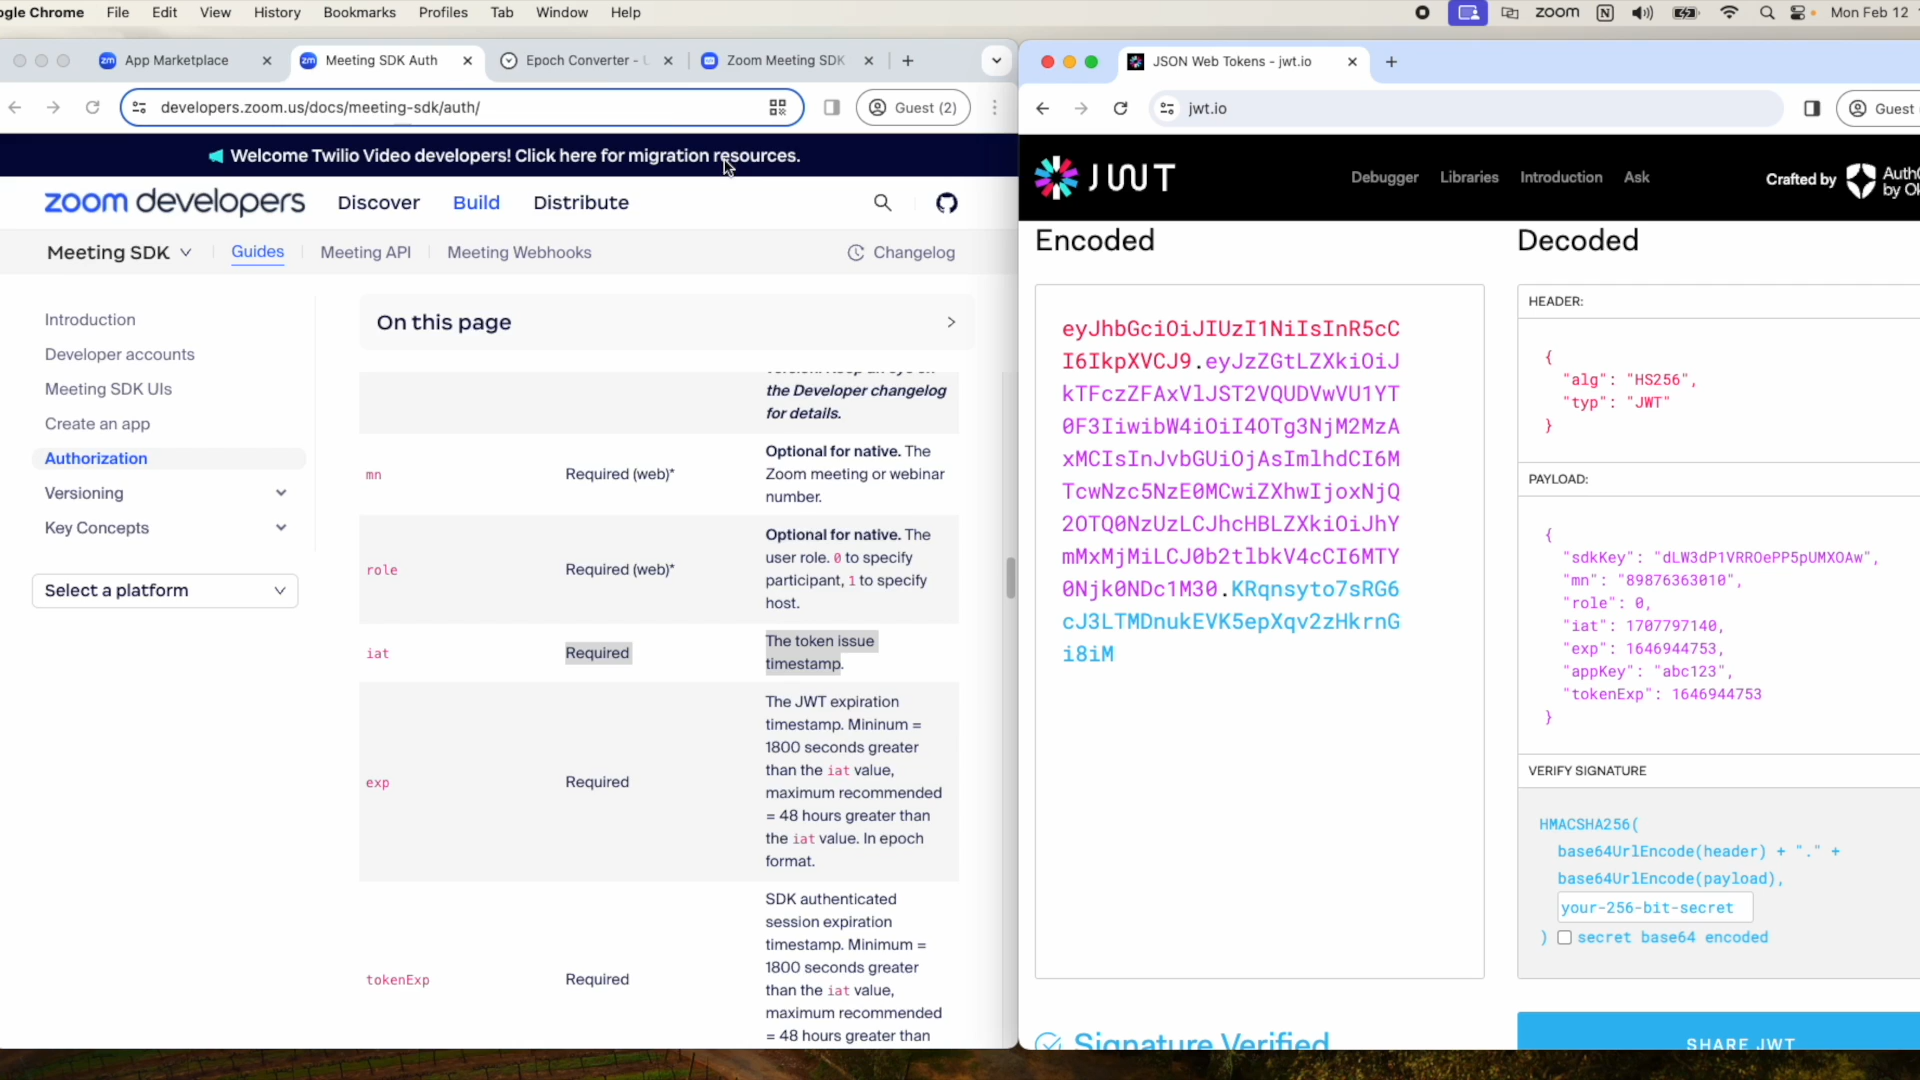 ogle Chrome File Edit View History Bookmarks Profiles Tab Window Help zoom Mon Feb 12
App Marketplace Meeting SDK Auth Epoch Converter - Zoom Meeting SDK
developers.zoom.us/docs/meeting-sdk/auth/ Guest (2)
Welcome Twilio Video developers! Click here for migration resources.
zoom developers Discover Build Distribute
Meeting SDK Guides Meeting API Meeting Webhooks Changelog
Introduction
Developer accounts
Meeting SDK UIs
Create an app
Authorization
Versioning
Key Concepts
Select a platform
On this page
version. Keep an eye on
the Developer changelog
for details.
mn Required (web)* Optional for native. The
Zoom meeting or webinar
number.
role Required (web)* Optional for native. The
user role. 0 to specify
participant, 1 to specify
host.
iat Required The token issue
timestamp.
exp Required The JWT expiration
timestamp. Mininum =
1800 seconds greater
than the iat value,
maximum recommended
= 48 hours greater than
the iat value. In epoch
format.
tokenExp Required SDK authenticated
session expiration
timestamp. Minimum =
1800 seconds greater
than the iat value,
maximum recommended
= 48 hours greater than
JSON Web Tokens - jwt.io
jwt.io Guest
JWT Debugger Libraries Introduction Ask Crafted by
Encoded
eyJhbGciOiJIUzI1NiIsInR5cC
I6IkpXVCJ9.eyJzZGtLZXkiOiJ
kTFczZFAxVlJST2VQUDVwVU1YT
0F3IiwibW4iOiI4OTg3NjM2MzA
xMCIsInJvbGUiOjAsImlhdCI6M
TcwNzc5NzE0MCwiZXhwIjoxNjQ
2OTQ0NzUzLCJhcHBLZXkiOiJhY
mMxMjMiLCJ0b2tlbkV4cCI6MTY
0Njk0NDc1M30.KRqnsyto7sRG6
cJ3LTMDnukEVK5epXqv2zHkrnG
i8iM
Signature Verified
Decoded
HEADER:
{
"alg": "HS256",
"typ": "JWT"
}
PAYLOAD:
{
"sdkKey": "dLW3dP1VRROePP5pUMXOAw",
"mn": "89876363010",
"role": 0,
"iat": 1707797140,
"exp": 1646944753,
"appKey": "abc123",
"tokenExp": 1646944753
}
VERIFY SIGNATURE
HMACSHA256(
base64UrlEncode(header) + "." +
base64UrlEncode(payload),
your-256-bit-secret
) secret base64 encoded
SHARE JWT